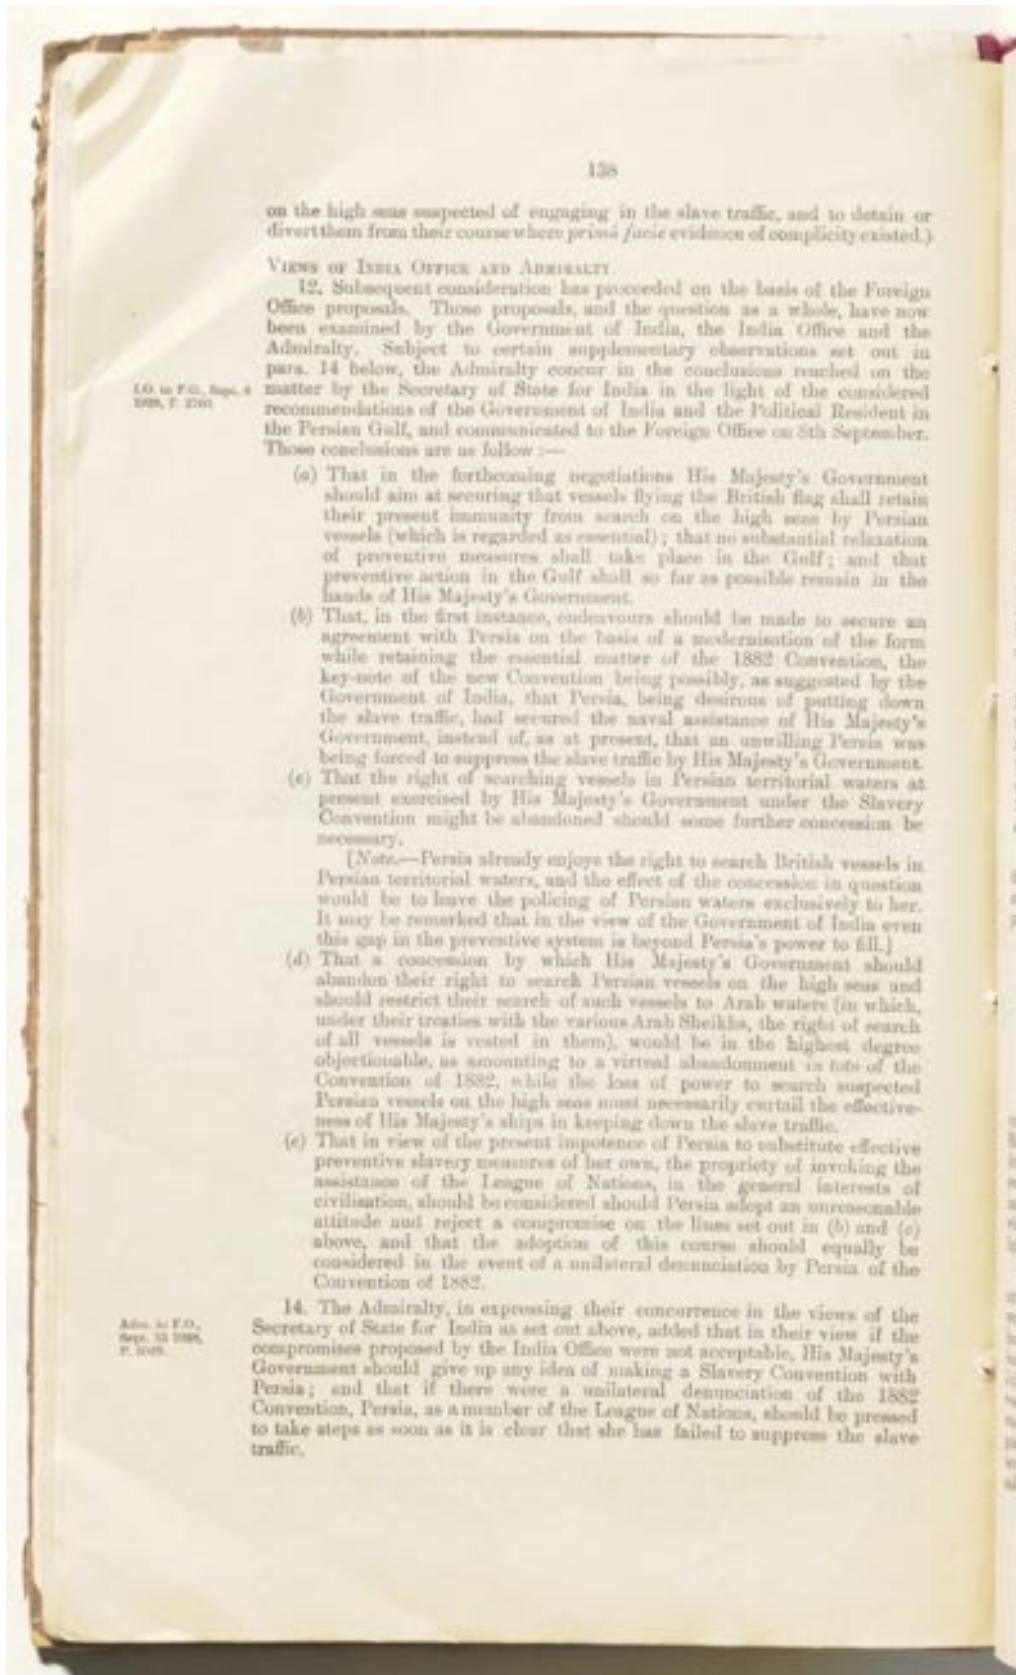 138
on the high seas suspected of engaging in the slave traffic, and to detain or
divert them from their course where primâ facie evidence of complicity existed.)
VIEWS OF INDIA OFFICE AND ADMIRALTY.
12. Subsequent consideration has proceeded on the basis of the Foreign
Office proposals. Those proposals, and the question as a whole, have now
been examined by the Government of India, the India Office and the
Admiralty. Subject to certain supplementary observations set out in
para. 14 below, the Admiralty concur in the conclusions reached on the
I.O. to F.O., Sept. 8
1928, P.
matter by the Secretary of State for India in the light of the considered
recommendations of the Government of India and the Political Resident in
the Persian Gulf, and communicated to the Foreign Office on 8th September.
Those conclusions are as follow :—
(a) That in the forthcoming negotiations His Majesty's Government
should aim at securing that vessels flying the British flag shall retain
their present immunity from search on the high seas by Persian
vessels (which is regarded as essential) ; that no substantial relaxation
of preventive measures shall take place in the Gulf ; and that
preventive action in the Gulf shall so far as possible remain in the
hands of His Majesty's Government.
(b) That, in the first instance, endeavours should be made to secure an
agreement with Persia on the basis of a modernisation of the form
while retaining the essential matter of the 1882 Convention, the
key-note of the new Convention being possibly, as suggested by the
Government of India, that Persia, being desirous of putting down
the slave traffic, had secured the naval assistance of His Majesty's
Government, instead of, as at present, that an unwilling Persia was
being forced to suppress the slave traffic by His Majesty's Government.
(c) That the right of searching vessels in Persian territorial waters at
present exercised by His Majesty's Government under the Slavery
Convention might be abandoned should some further concession be
necessary.
[Note.—Persia already enjoys the right to search British vessels in
Persian territorial waters, and the effect of the concession in question
would be to leave the policing of Persian waters exclusively to her.
It may be remarked that in the view of the Government of India even
this gap in the preventive system is beyond Persia's power to fill.]
(d) That a concession by which His Majesty's Government should
abandon their right to search Persian vessels on the high seas and
should restrict their search of such vessels to Arab waters (in which,
under their treaties with the various Arab Sheikhs, the right of search
of all vessels is vested in them), would be in the highest degree
objectionable, as amounting to a virtual abandonment in toto of the
Convention of 1882, while the loss of power to search suspected
Persian vessels on the high seas must necessarily curtail the effective-
ness of His Majesty's ships in keeping down the slave traffic.
(e) That in view of the present impotence of Persia to substitute effective
preventive slavery measures of her own, the propriety of invoking the
assistance of the League of Nations, in the general interests of
civilisation, should be considered should Persia adopt an unreasonable
attitude and reject a compromise on the lines set out in (b) and (c)
above, and that the adoption of this course should equally be
considered in the event of a unilateral denunciation by Persia of the
Convention of 1882.
Adm. to F.O.,
Sept. 1928,
P.
14. The Admiralty, in expressing their concurrence in the views of the
Secretary of State for India as set out above, added that in their view if the
compromises proposed by the India Office were not acceptable, His Majesty's
Government should give up any idea of making a Slavery Convention with
Persia ; and that if there were a unilateral denunciation of the 1882
Convention, Persia, as a member of the League of Nations, should be pressed
to take steps as soon as it is clear that she has failed to suppress the slave
traffic.